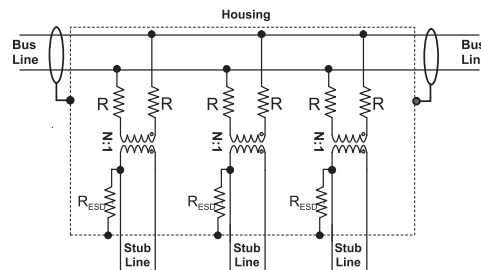 Housing
Bus
Line
Bus
Lin
R R R R R R
N:1 N:1 N:1
RESD RESD RESD
Stub
Line
Stub
Line
Stub
Line